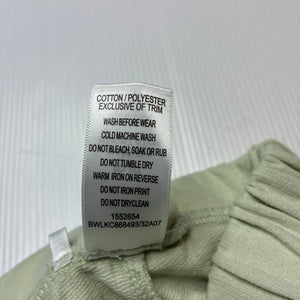 COTTON / POLYESTER
EXCLUSIVE OF TRIM
WASH BEFORE WEAR
COLD MACHINE WASH
DO NOT BLEACH, SOAK OR RUB
DO NOT TUMBLE DRY
WARM IRON ON REVERSE
DO NOT IRON PRINT
DO NOT DRYCLEAN
1552654
BWLKC868493/32A07